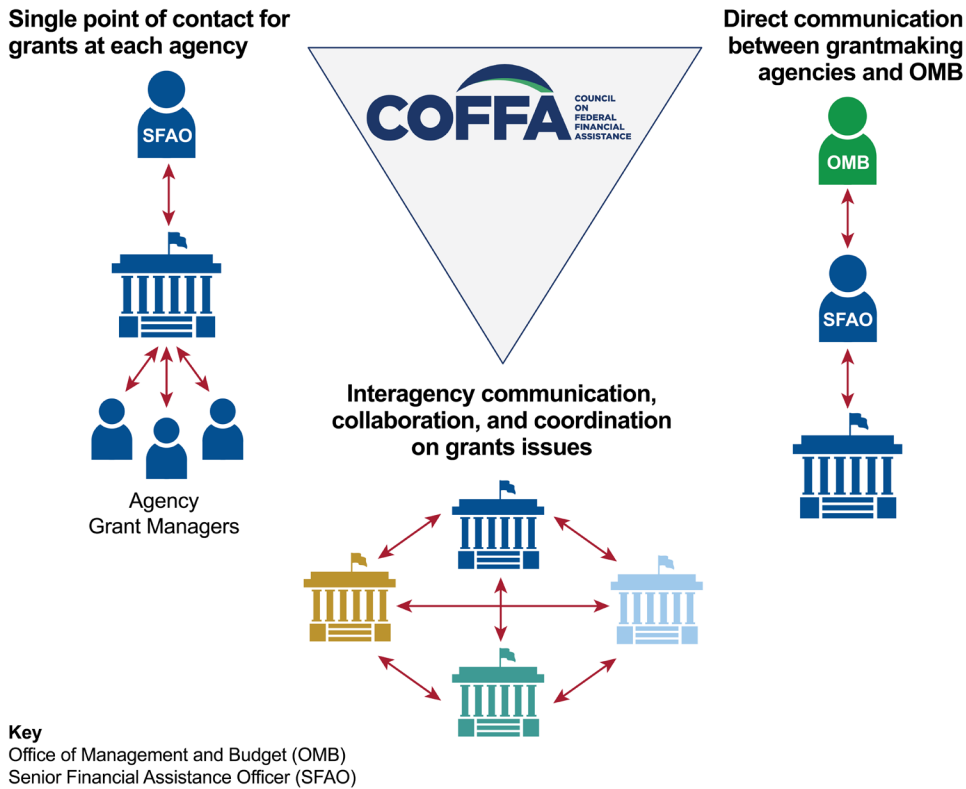 Single point of contact for
grants at each agency
SFAO
Agency
Grant Managers
COFFA
COUNCIL
ON
FEDERAL
FINANCIAL
ASSISTANCE
Interagency communication,
collaboration, and coordination
on grants issues
Direct communication
between grantmaking
agencies and OMB
OMB
SFAO
Key
Office of Management and Budget (OMB)
Senior Financial Assistance Officer (SFAO)